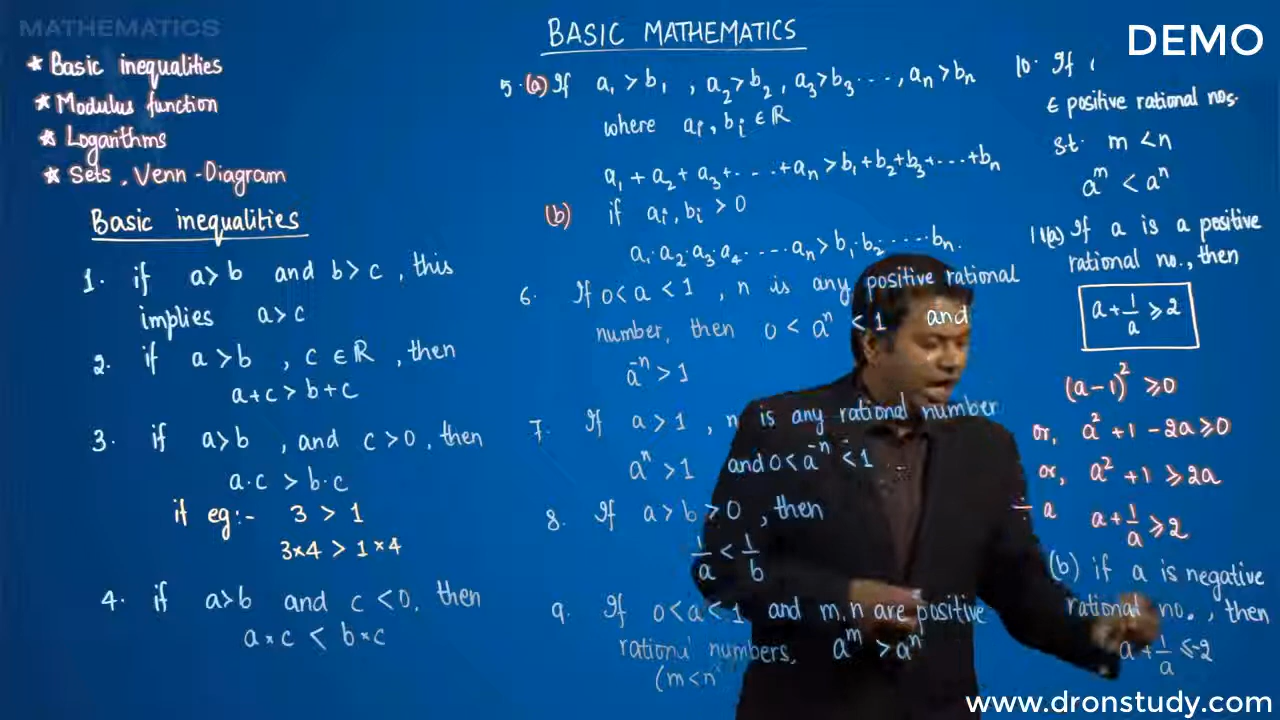 MATHEMATICS
DEMO
BASIC MATHEMATICS
★ Basic inequalities
★ Modulus function
★ Logarithms
★ Sets, Venn-Diagram
Basic inequalities
1. if a>b and b>c, this
implies a>c
2. if a>b, c ∈ ℝ, then
a+c > b+c
3. if a>b, and c>0, then
a·c > b·c
if eg:- 3 > 1
3×4 > 1×4
4. if a>b and c<0, then
a×c < b×c
5. (a) If a₁>b₁, a₂>b₂, a₃>b₃ ..., aₙ>bₙ
where aᵢ, bᵢ ∈ ℝ
a₁ + a₂ + a₃ + ... + aₙ > b₁+b₂+b₃+...+bₙ
(b) if aᵢ, bᵢ > 0
a₁·a₂·a₃·a₄ ..... aₙ > b₁·b₂ ..... bₙ.
6. If 0<a<1, n is any positive rational
number, then 0 < aⁿ < 1 and
a⁻ⁿ > 1
7. If a>1, n is any rational number
aⁿ >1 and 0< a⁻ⁿ <1
8. If a>b>0, then
1/a < 1/b
9. If 0<a<1 and m, n are positive
numbers, aᵐ > aⁿ
(m<n
10. If
∈ positive rational nos.
st. m<n
aᵐ < aⁿ
11(a) If a is a positive
rational no., then
a + 1/a ≥ 2
(a-1)² ≥ 0
or, a² + 1 - 2a ≥ 0
or, a² + 1 ≥ 2a
÷ a a + 1/a ≥ 2
(b) if a is negative
rational no., then
a + 1/a ≤ -2
www.dronstudy.com